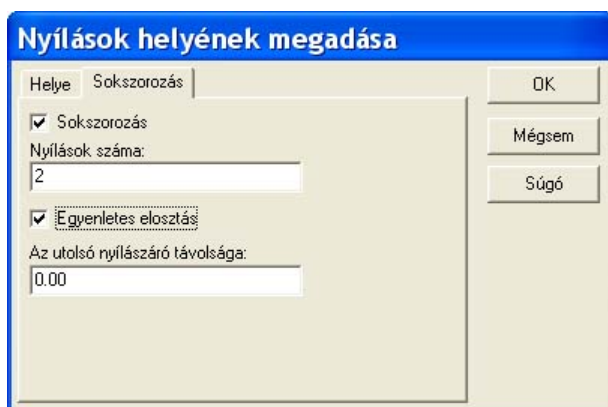 Nyílások helyének megadása
Helye
Sokszorozás
OK
Sokszorozás
Mégsem
Nyílások száma:
2
Súgó
Egyenletes elosztás
Az utolsó nyílászáró távolsága:
0.00